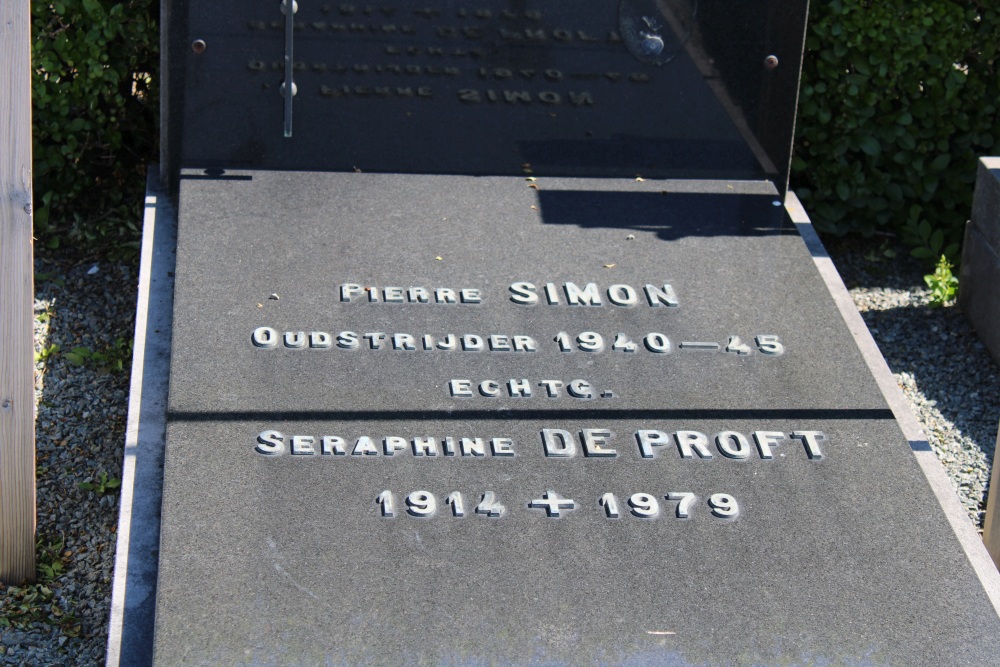 PIERRE SIMON
OUDSTRIJDER 1940—45
ECHTG.
SERAPHINE DE PROFT
1914 + 1979